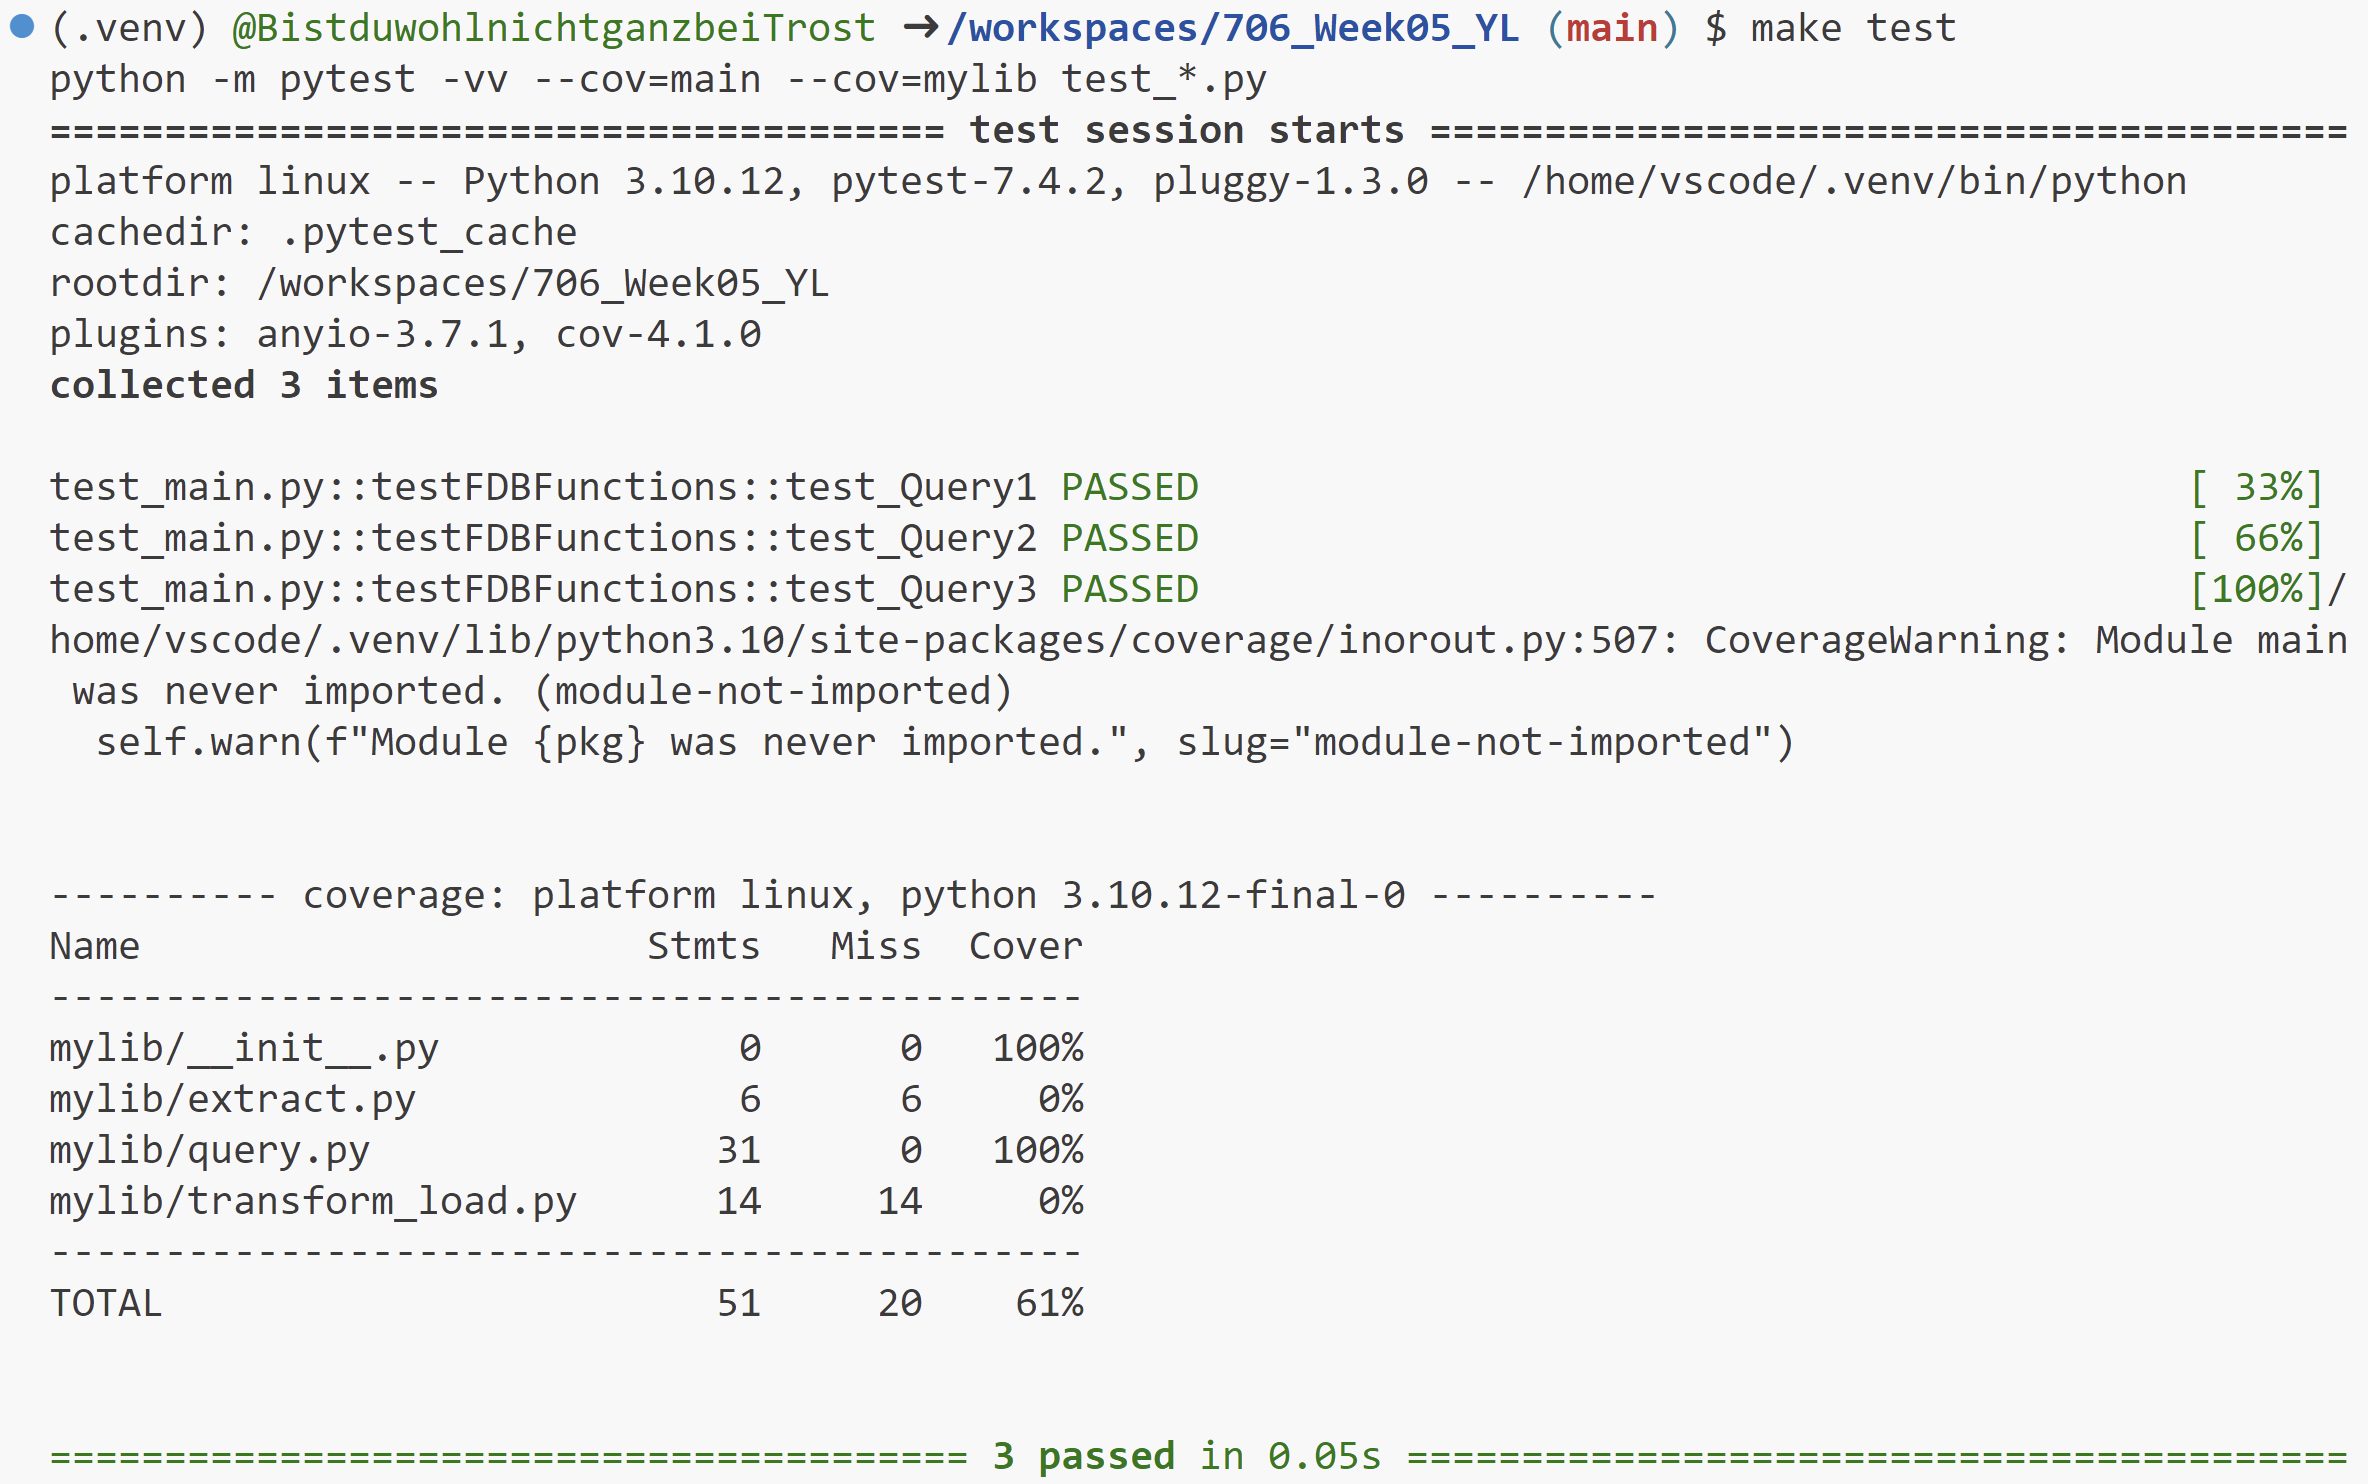 (.venv) @BistduwohlnichtganzbeiTrost →/workspaces/706_Week05_YL (main) $ make test
python -m pytest -vv --cov=main --cov=mylib test_*.py
======================================= test session starts ========================================
platform linux -- Python 3.10.12, pytest-7.4.2, pluggy-1.3.0 -- /home/vscode/.venv/bin/python
cachedir: .pytest_cache
rootdir: /workspaces/706_Week05_YL
plugins: anyio-3.7.1, cov-4.1.0
collected 3 items

test_main.py::testFDBFunctions::test_Query1 PASSED                                           [ 33%]
test_main.py::testFDBFunctions::test_Query2 PASSED                                           [ 66%]
test_main.py::testFDBFunctions::test_Query3 PASSED                                           [100%]/
home/vscode/.venv/lib/python3.10/site-packages/coverage/inorout.py:507: CoverageWarning: Module main
 was never imported. (module-not-imported)
  self.warn(f"Module {pkg} was never imported.", slug="module-not-imported")

---------- coverage: platform linux, python 3.10.12-final-0 ----------
Name                      Stmts   Miss  Cover
---------------------------------------------
mylib/__init__.py             0      0   100%
mylib/extract.py              6      6     0%
mylib/query.py               31      0   100%
mylib/transform_load.py      14     14     0%
---------------------------------------------
TOTAL                        51     20    61%

======================================== 3 passed in 0.05s =========================================